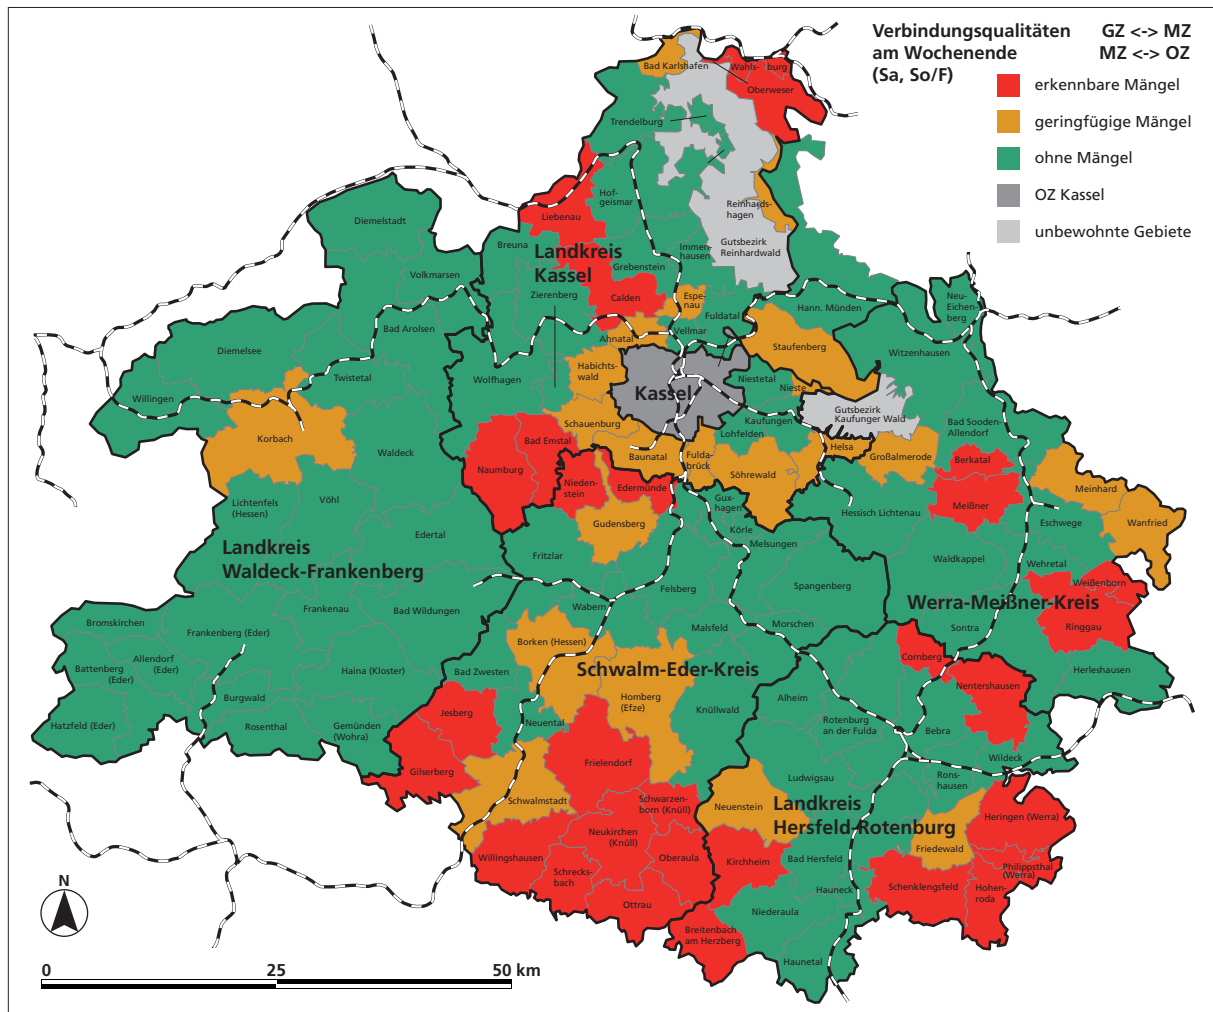 Verbindungsqualitäten GZ <-> MZ
am Wochenende MZ <-> OZ
(Sa, So/F)
erkennbare Mängel
geringfügige Mängel
ohne Mängel
OZ Kassel
unbewohnte Gebiete
Bad Karlshafen
Wahls-
burg
Oberweser
Trendelburg
Hof-
geismar
Liebenau
Reinhards-
hagen
Gutsbezirk
Reinhardwald
Immen-
hausen
Breuna
Landkreis
Kassel
Grebenstein
Zierenberg
Calden
Espe-
nau
Fuldatal
Vellmar
Ahnatal
Hann. Münden
Neu-
Eichen-
berg
Staufenberg
Witzenhausen
Diemelstadt
Volkmarsen
Bad Arolsen
Diemelsee
Twistetal
Willingen
Korbach
Waldeck
Wolfhagen
Habichts-
wald
Kassel
Niestetal
Nieste
Gutsbezirk
Kaufunger Wald
Schauenburg
Kaufungen
Lohfelden
Bad Emstal
Naumburg
Baunatal
Fulda-
brück
Söhrewald
Helsa
Großalmerode
Bad Sooden-
Allendorf
Berkatal
Meißner
Meinhard
Wanfried
Eschwege
Nieden-
stein
Edermünde
Gudensberg
Gux-
hagen
Körle
Melsungen
Hessisch Lichtenau
Lichtenfels
(Hessen)
Vöhl
Edertal
Landkreis
Waldeck-Frankenberg
Fritzlar
Felsberg
Spangenberg
Waldkappel
Wehretal
Weißenborn
Werra-Meißner-Kreis
Ringgau
Sontra
Herleshausen
Bromskirchen
Frankenau
Bad Wildungen
Wabern
Malsfeld
Morschen
Frankenberg (Eder)
Battenberg
(Eder)
Allendorf
(Eder)
Haina (Kloster)
Burgwald
Hatzfeld (Eder)
Rosenthal
Gemünden
(Wohra)
Borken (Hessen)
Bad Zwesten
Schwalm-Eder-Kreis
Homberg
(Efze)
Knüllwald
Jesberg
Neuental
Gilserberg
Frielendorf
Schwalmstadt
Schwarzen-
born (Knüll)
Neukirchen
(Knüll)
Willingshausen
Schrecks-
bach
Oberaula
Ottrau
Cornberg
Nentershausen
Alheim
Rotenburg
an der Fulda
Bebra
Wildeck
Ludwigsau
Rons-
hausen
Landkreis
Hersfeld-Rotenburg
Neuenstein
Friedewald
Heringen (Werra)
Kirchheim
Bad Hersfeld
Philippsthal
(Werra)
Schenklengsfeld
Hohen-
roda
Hauneck
Niederaula
Breitenbach
am Herzberg
Haunetal
N
0 25 50 km